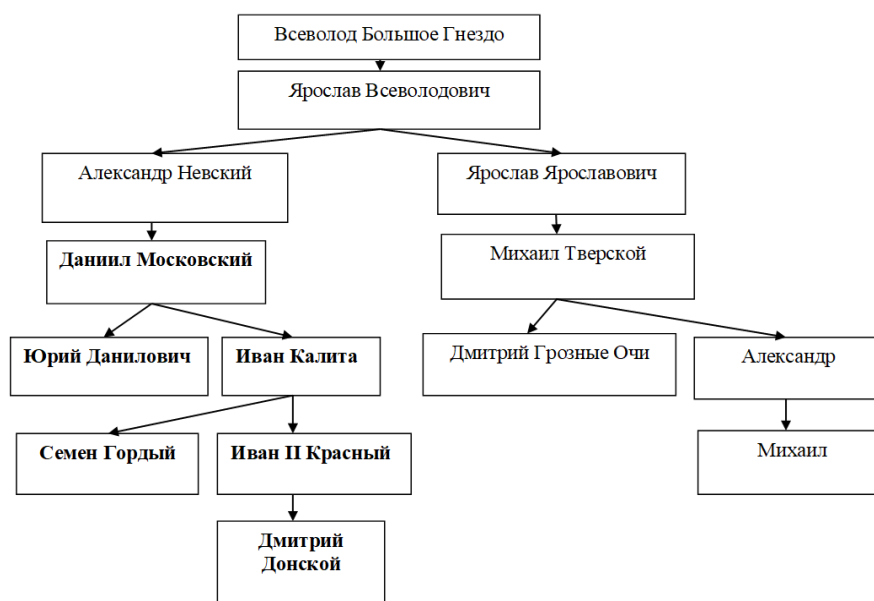 Всеволод Большое Гнездо
Ярослав Всеволодович
Александр Невский
Ярослав Ярославович
Даниил Московский
Михаил Тверской
Юрий Данилович
Иван Калита
Дмитрий Грозные Очи
Александр
Семен Гордый
Иван II Красный
Михаил
Дмитрий
Донской